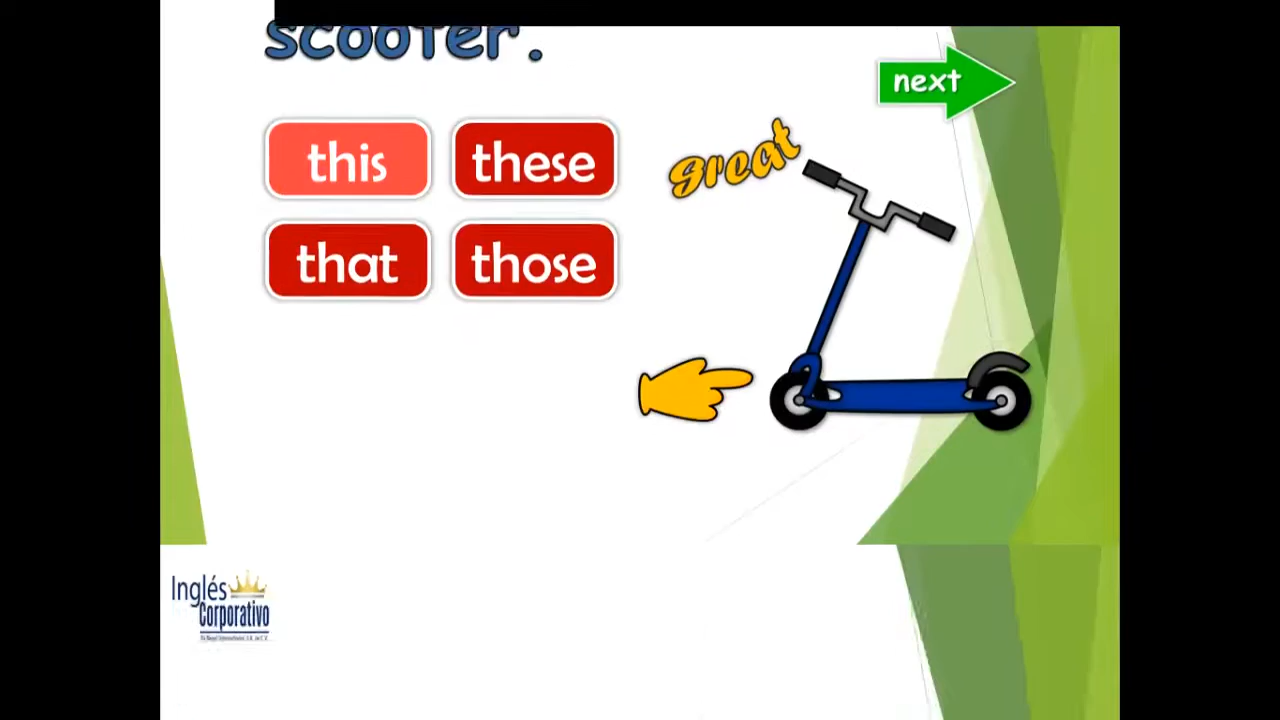 scooter.
next
great
this these
that those
Inglés
Corporativo